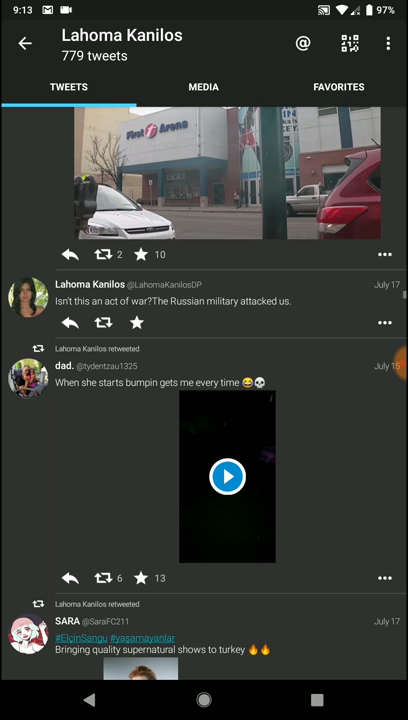 9:13
97%
Lahoma Kanilos
779 tweets
TWEETS
MEDIA
FAVORITES
First Arena
2
10
Lahoma Kanilos @LahomaKanilosDP
July 17
Isn't this an act of war?The Russian military attacked us.
Lahoma Kanilos retweeted
dad. @tydentzau1325
July 15
When she starts bumpin gets me every time 😂💀
6
13
Lahoma Kanilos retweeted
SARA @SaraFC211
July 17
#ElçinSangu #yaşamayanlar
Bringing quality supernatural shows to turkey 🔥🔥